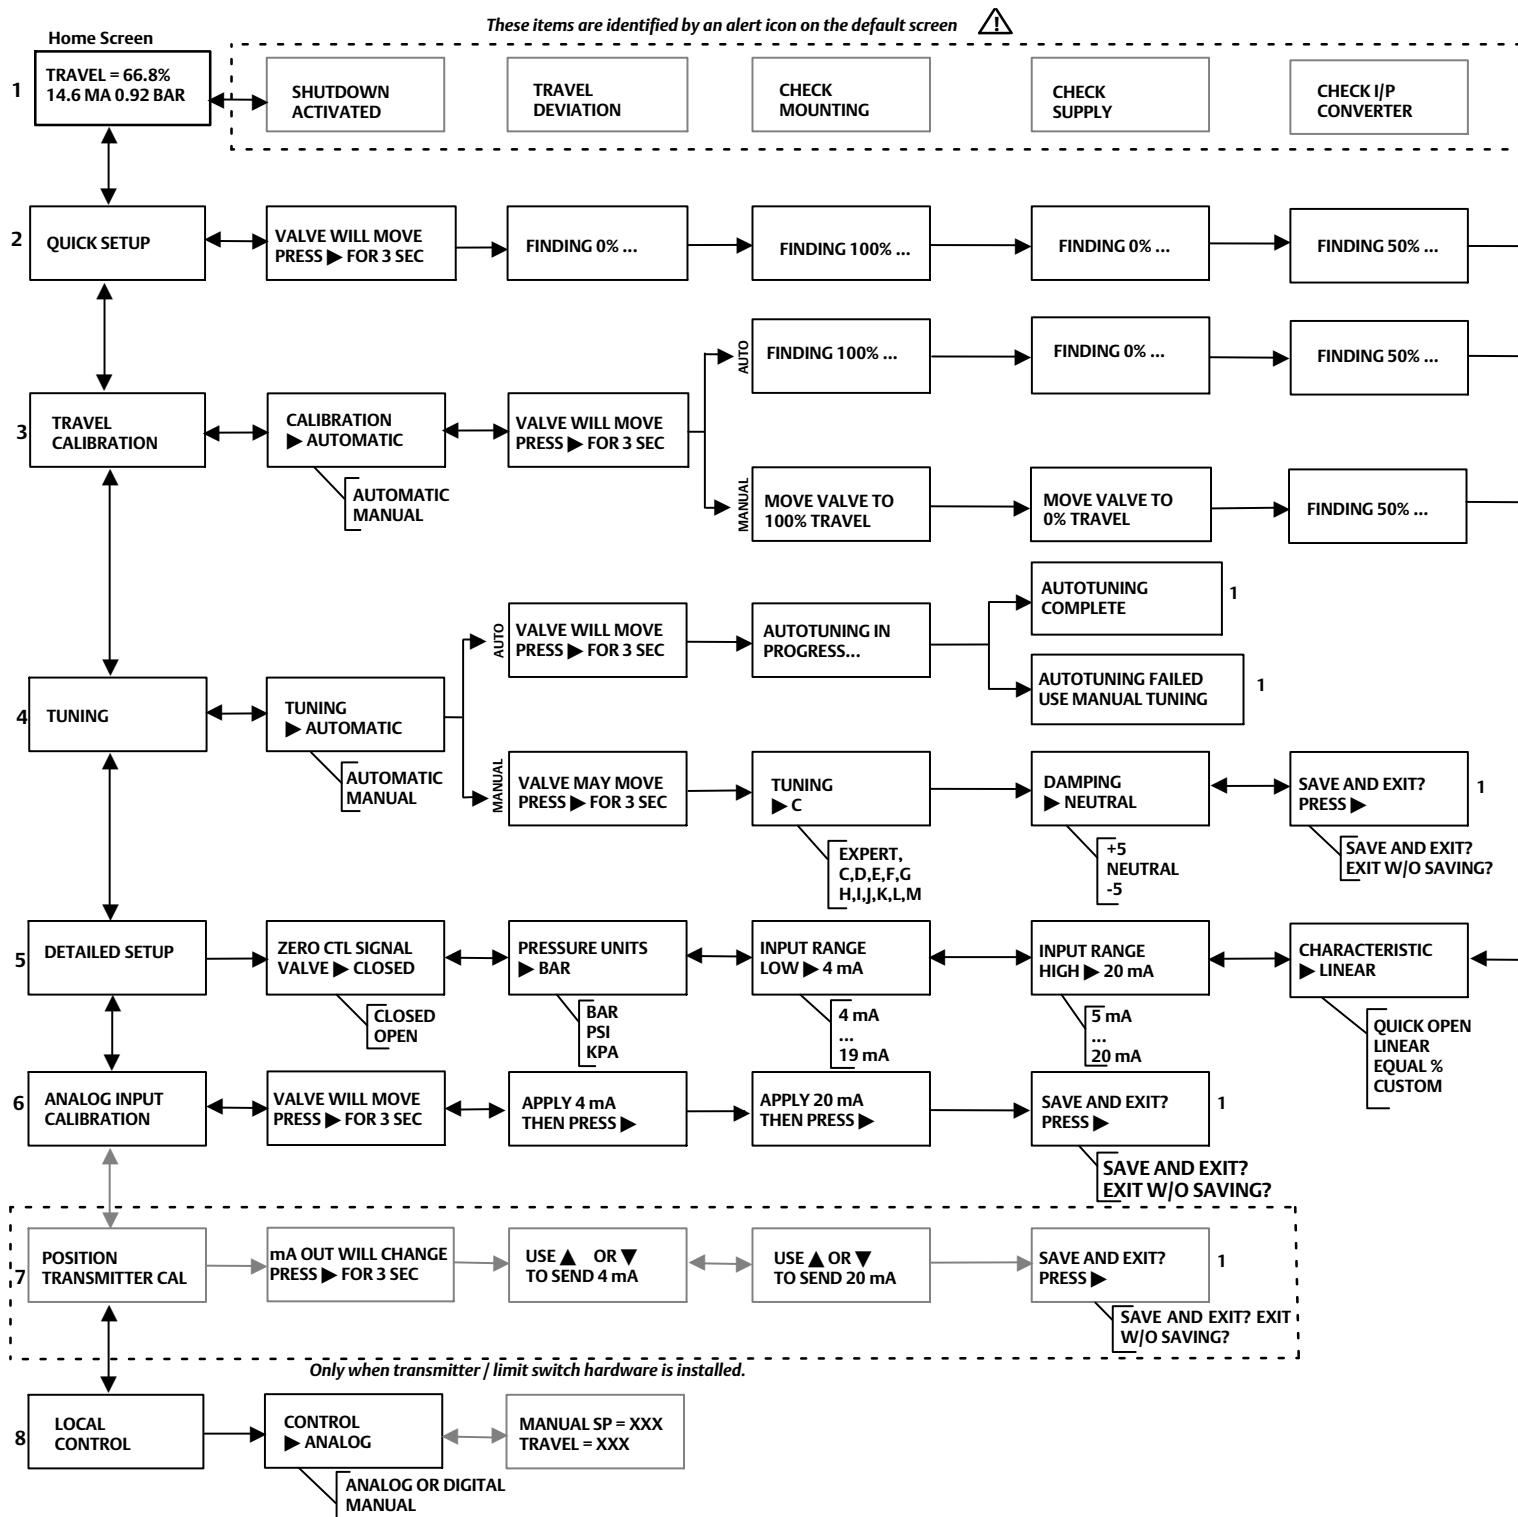 These items are identified by an alert icon on the default screen
Home Screen
1
TRAVEL = 66.8%
14.6 MA 0.92 BAR
SHUTDOWN
ACTIVATED
TRAVEL
DEVIATION
CHECK
MOUNTING
CHECK
SUPPLY
CHECK I/P
CONVERTER
2
QUICK SETUP
VALVE WILL MOVE
PRESS ▶ FOR 3 SEC
FINDING 0% ...
FINDING 100% ...
FINDING 0% ...
FINDING 50% ...
3
TRAVEL
CALIBRATION
CALIBRATION
▶ AUTOMATIC
AUTOMATIC
MANUAL
VALVE WILL MOVE
PRESS ▶ FOR 3 SEC
AUTO
FINDING 100% ...
FINDING 0% ...
FINDING 50% ...
MANUAL
MOVE VALVE TO
100% TRAVEL
MOVE VALVE TO
0% TRAVEL
FINDING 50% ...
4
TUNING
TUNING
▶ AUTOMATIC
AUTOMATIC
MANUAL
AUTO
VALVE WILL MOVE
PRESS ▶ FOR 3 SEC
AUTOTUNING IN
PROGRESS...
AUTOTUNING
COMPLETE
1
AUTOTUNING FAILED
USE MANUAL TUNING
1
MANUAL
VALVE MAY MOVE
PRESS ▶ FOR 3 SEC
TUNING
▶ C
EXPERT,
C,D,E,F,G
H,I,J,K,L,M
DAMPING
▶ NEUTRAL
+5
NEUTRAL
-5
SAVE AND EXIT?
PRESS ▶
1
SAVE AND EXIT?
EXIT W/O SAVING?
5
DETAILED SETUP
ZERO CTL SIGNAL
VALVE ▶ CLOSED
CLOSED
OPEN
PRESSURE UNITS
▶ BAR
BAR
PSI
KPA
INPUT RANGE
LOW ▶ 4 mA
4 mA
...
19 mA
INPUT RANGE
HIGH ▶ 20 mA
5 mA
...
20 mA
CHARACTERISTIC
▶ LINEAR
QUICK OPEN
LINEAR
EQUAL %
CUSTOM
6
ANALOG INPUT
CALIBRATION
VALVE WILL MOVE
PRESS ▶ FOR 3 SEC
APPLY 4 mA
THEN PRESS ▶
APPLY 20 mA
THEN PRESS ▶
SAVE AND EXIT?
PRESS ▶
1
SAVE AND EXIT?
EXIT W/O SAVING?
7
POSITION
TRANSMITTER CAL
mA OUT WILL CHANGE
PRESS ▶ FOR 3 SEC
USE ▲ OR ▼
TO SEND 4 mA
USE ▲ OR ▼
TO SEND 20 mA
SAVE AND EXIT?
PRESS ▶
1
SAVE AND EXIT? EXIT
W/O SAVING?
Only when transmitter / limit switch hardware is installed.
8
LOCAL
CONTROL
CONTROL
▶ ANALOG
ANALOG OR DIGITAL
MANUAL
MANUAL SP = XXX
TRAVEL = XXX